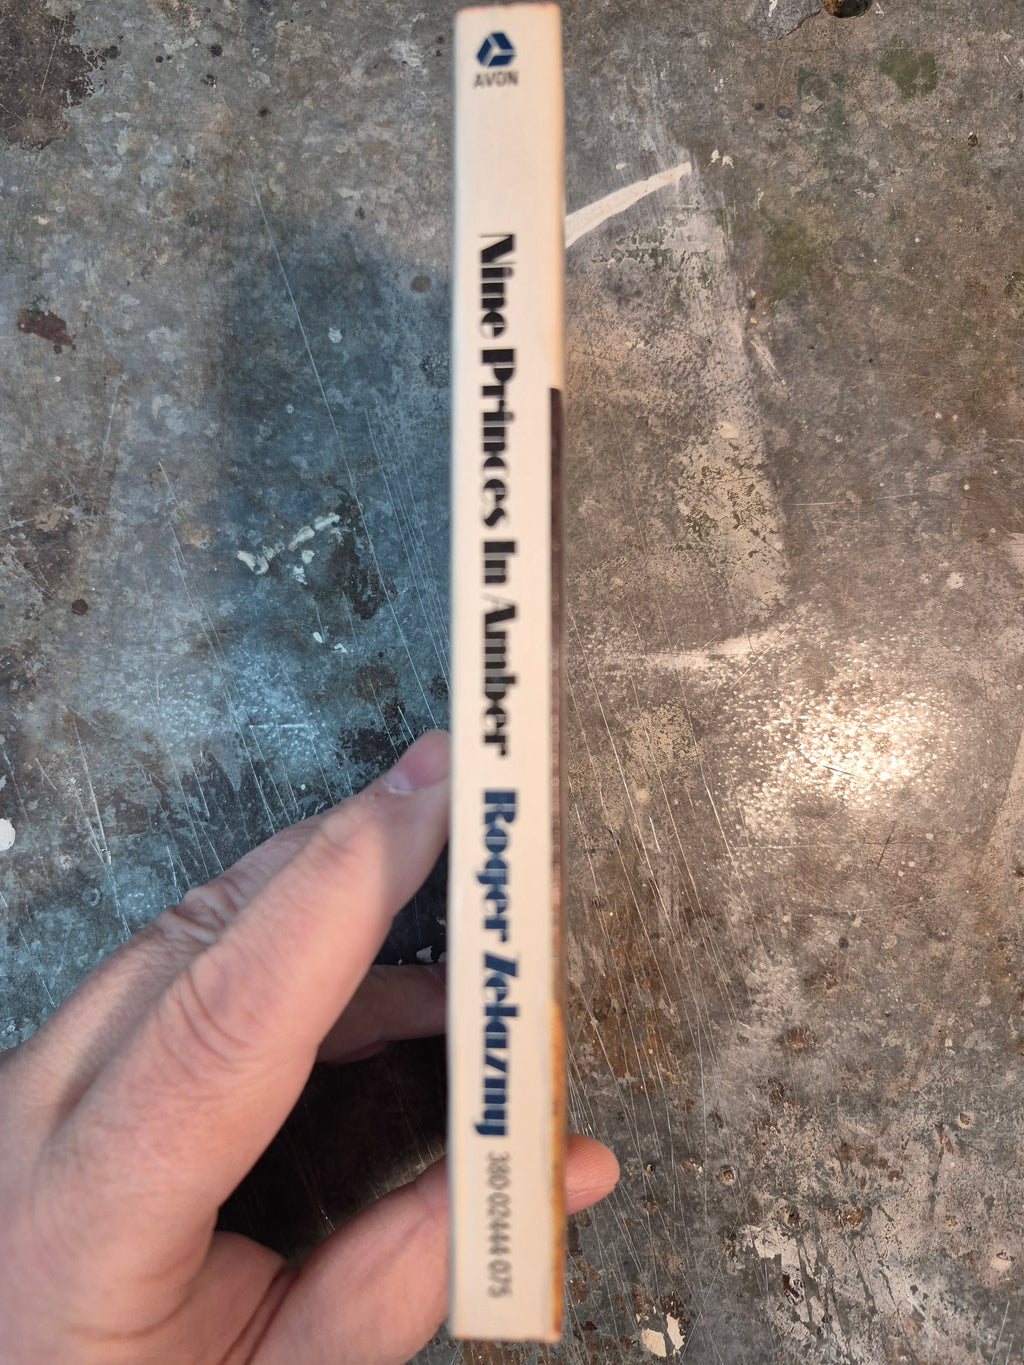 AVON
Nine Princes In Amber Roger Zelazny
380 02444 075